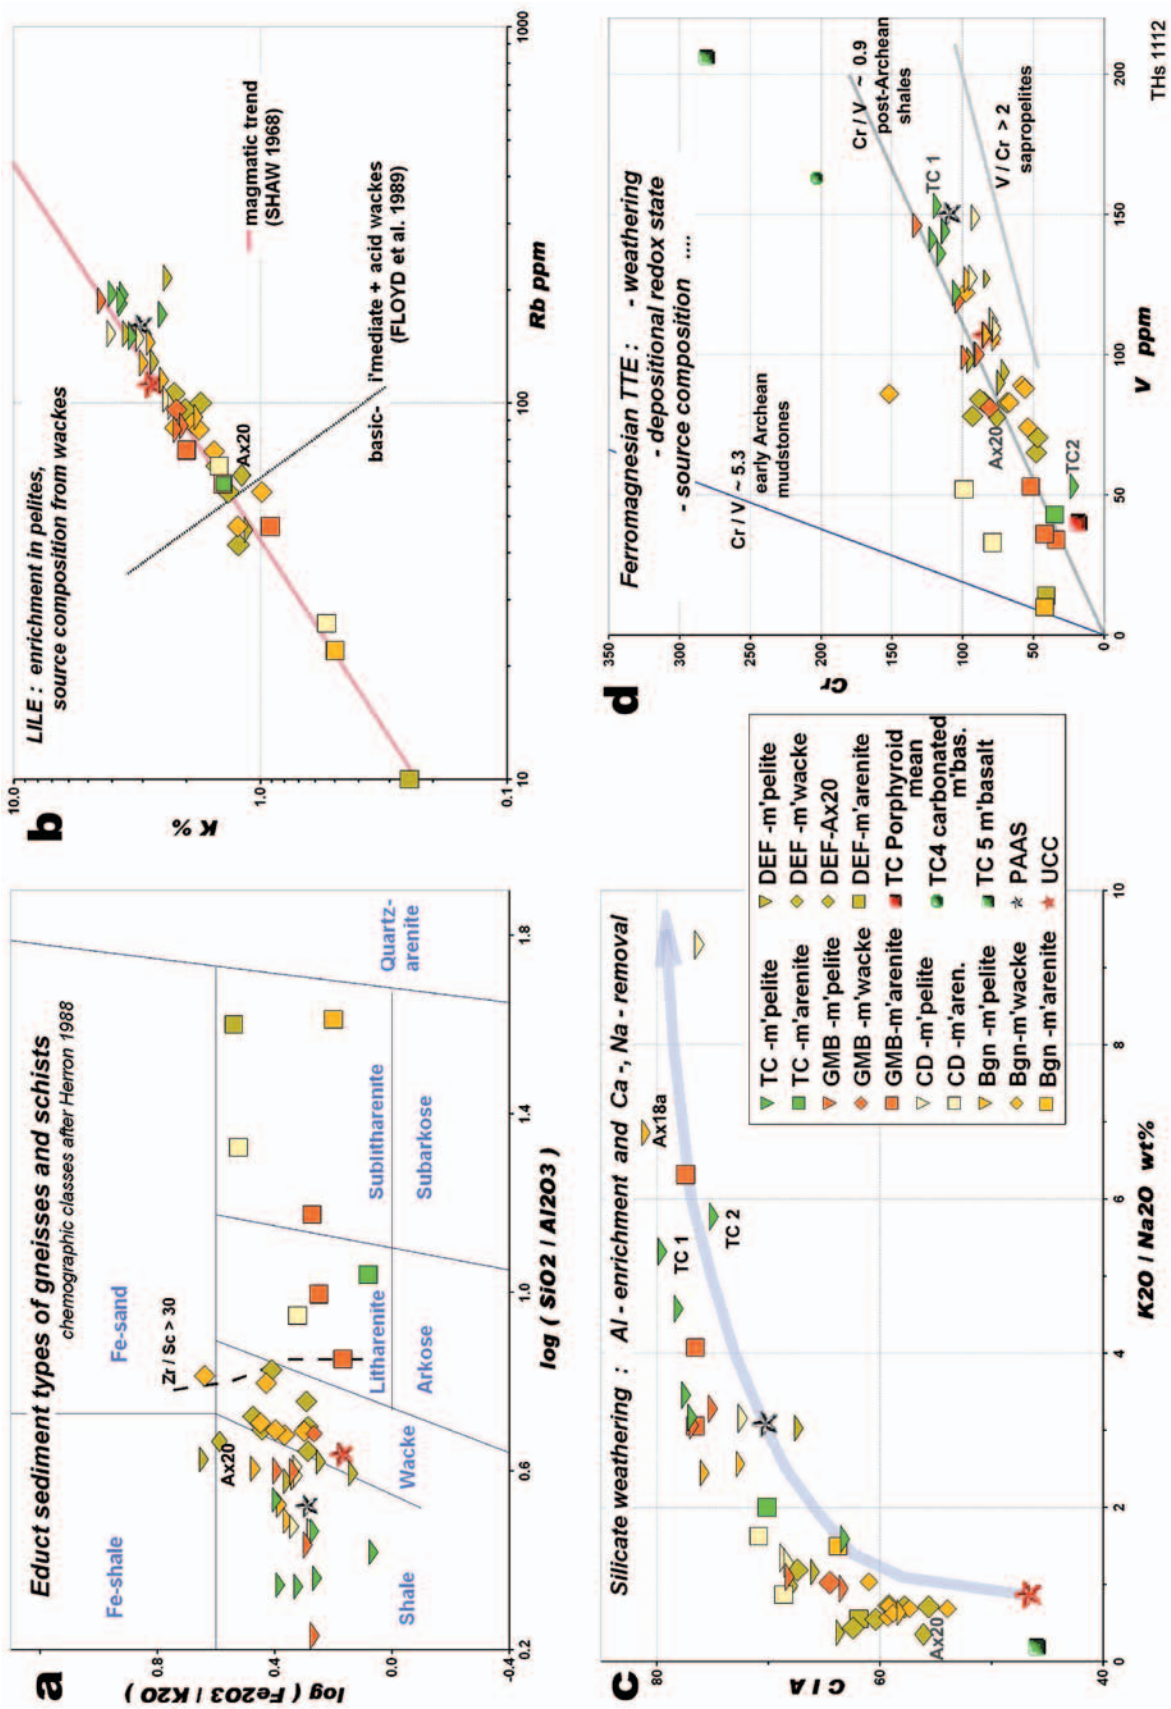 a
Educt sediment types of gneisses and schists
chemographic classes after Herron 1988
Fe-shale
Fe-sand
Zr / Sc > 30
Ax20
Shale
Wacke
Litharenite
Arkose
Sublitharenite
Subarkose
Quartz-
arenite
0.8
0.4
0.0
-0.4
0.2
0.6
1.0
1.4
1.8
log ( Fe2O3 / K2O )
log ( SiO2 / Al2O3 )
b
LILE : enrichment in pelites,
source composition from wackes
magmatic trend
(SHAW 1968)
Ax20
basic-
i'mediate + acid wackes
(FLOYD et al. 1989)
10.0
1.0
0.1
10
100
1000
K %
Rb ppm
c
Silicate weathering : Al - enrichment and Ca -, Na - removal
Ax18a
TC 1
TC 2
Ax20
80
60
40
0
2
4
6
8
10
C I A
K2O / Na2O wt%
TC -m'pelite
TC -m'arenite
GMB -m'pelite
GMB -m'wacke
GMB-m'arenite
CD -m'pelite
CD -m'aren.
Bgn -m'pelite
Bgn-m'wacke
Bgn -m'arenite
DEF -m'pelite
DEF -m'wacke
DEF-Ax20
DEF-m'arenite
TC Porphyroid
mean
TC4 carbonated
m'bas.
TC 5 m'basalt
PAAS
UCC
d
Ferromagnesian TTE : - weathering
- depositional redox state
- source composition ....
Cr / V ~ 5.3
early Archean
mudstones
Cr / V ~ 0.9
post-Archean
shales
TC 1
V / Cr > 2
sapropelites
Ax20
TC2
350
300
250
200
150
100
50
0
0
50
100
150
200
Cr
V ppm
THs 1112